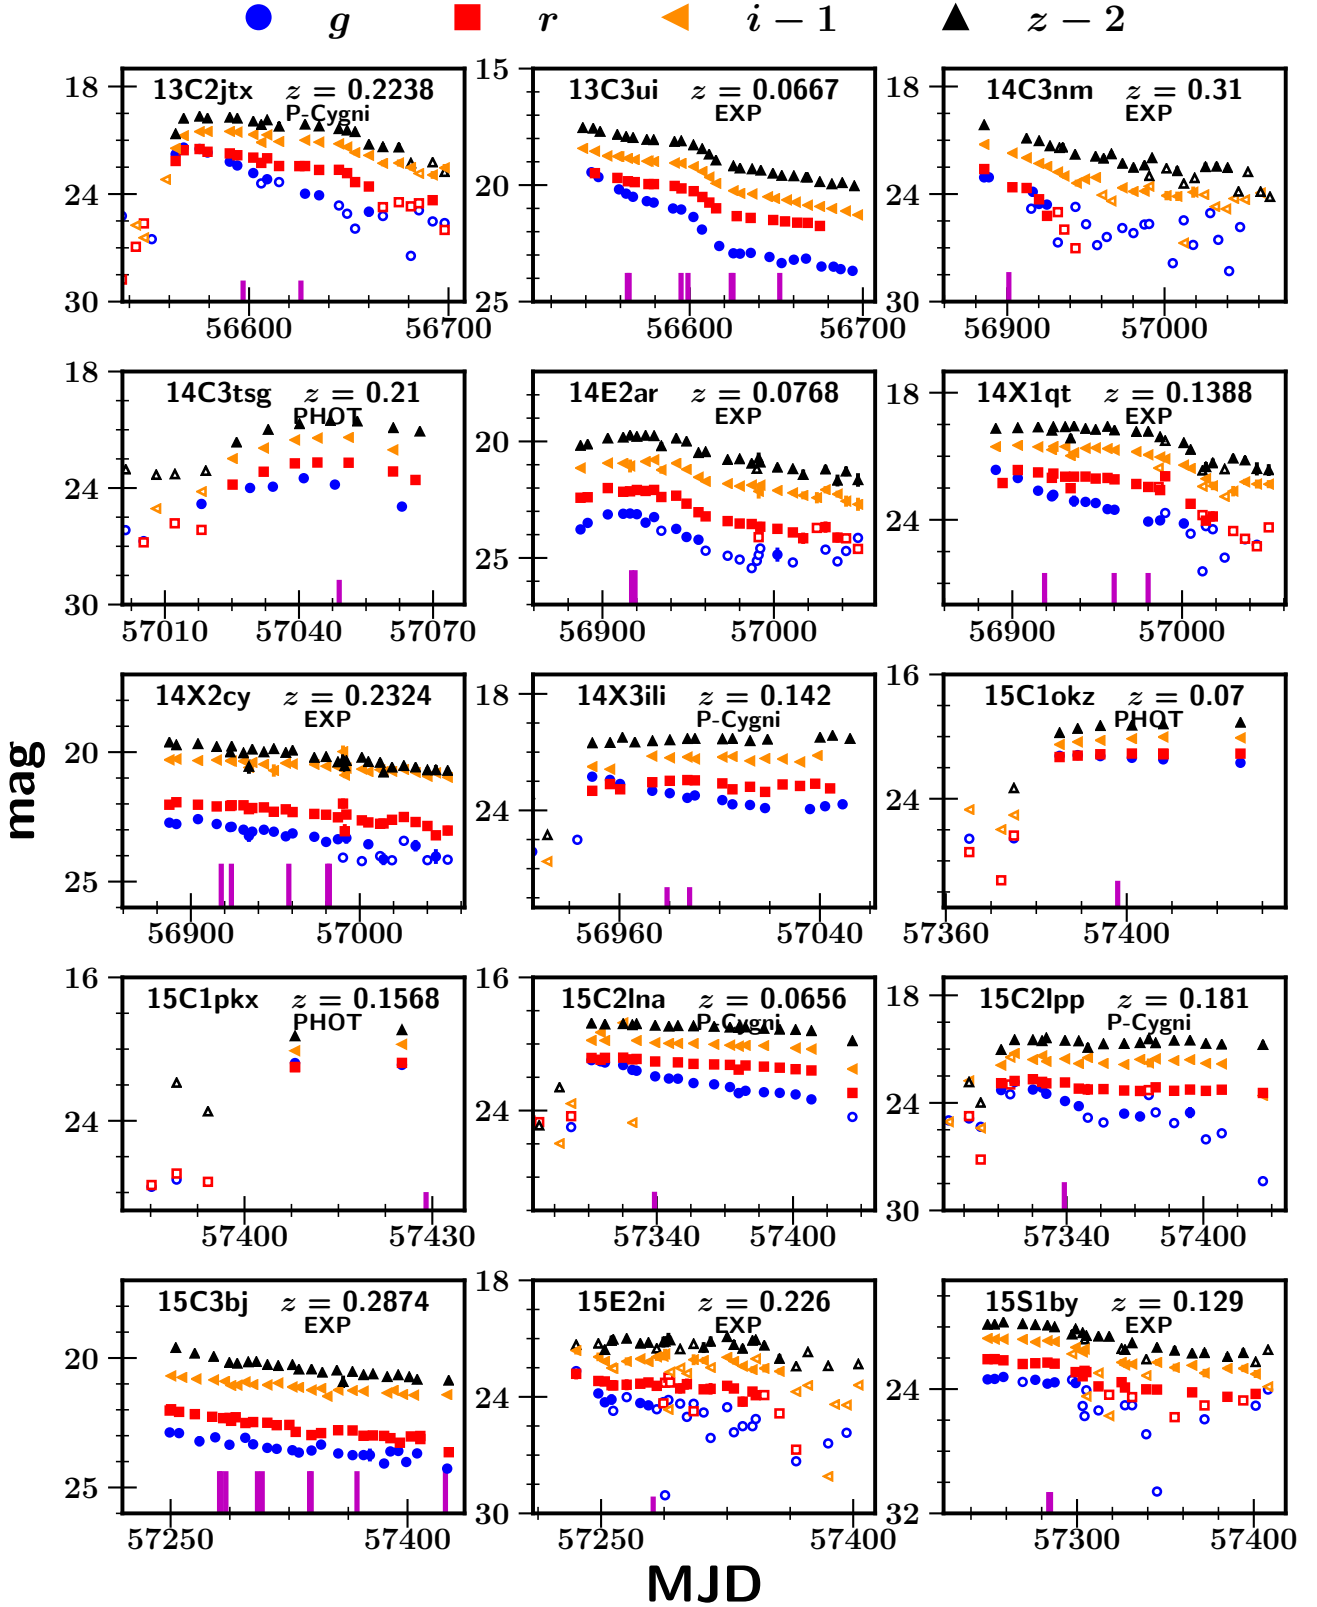 g r i − 1 z − 2
13C2jtx z = 0.2238
P-Cygni
18
24
30
56600 56700
13C3ui z = 0.0667
EXP
15
20
25
56600 56700
14C3nm z = 0.31
EXP
18
24
30
56900 57000
14C3tsg z = 0.21
PHOT
18
24
30
57010 57040 57070
14E2ar z = 0.0768
EXP
20
25
56900 57000
14X1qt z = 0.1388
EXP
18
24
56900 57000
14X2cy z = 0.2324
EXP
20
25
56900 57000
14X3ili z = 0.142
P-Cygni
18
24
56960 57040
15C1okz z = 0.07
PHOT
16
24
57360 57400
15C1pkx z = 0.1568
PHOT
16
24
57400 57430
15C2lna z = 0.0656
P-Cygni
16
24
57340 57400
15C2lpp z = 0.181
P-Cygni
18
24
30
57340 57400
15C3bj z = 0.2874
EXP
20
25
57250 57400
15E2ni z = 0.226
EXP
18
24
30
57250 57400
15S1by z = 0.129
EXP
24
32
57300 57400
mag
MJD